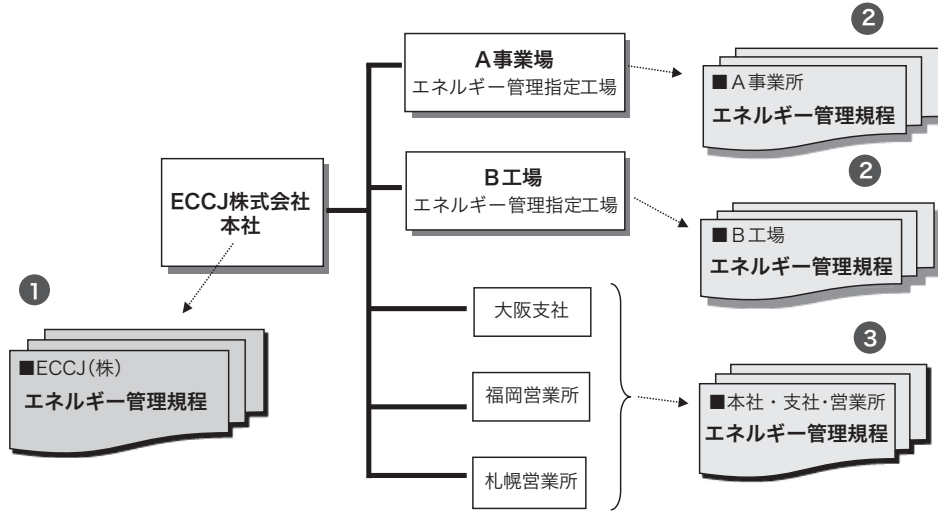 ❷
A事業場
エネルギー管理指定工場
■A事業所
エネルギー管理規程
❷
B工場
エネルギー管理指定工場
ECCJ株式会社
本社
■B工場
エネルギー管理規程
❶
大阪支社
❸
■ECCJ(株)
エネルギー管理規程
福岡営業所
■本社・支社・営業所
エネルギー管理規程
札幌営業所